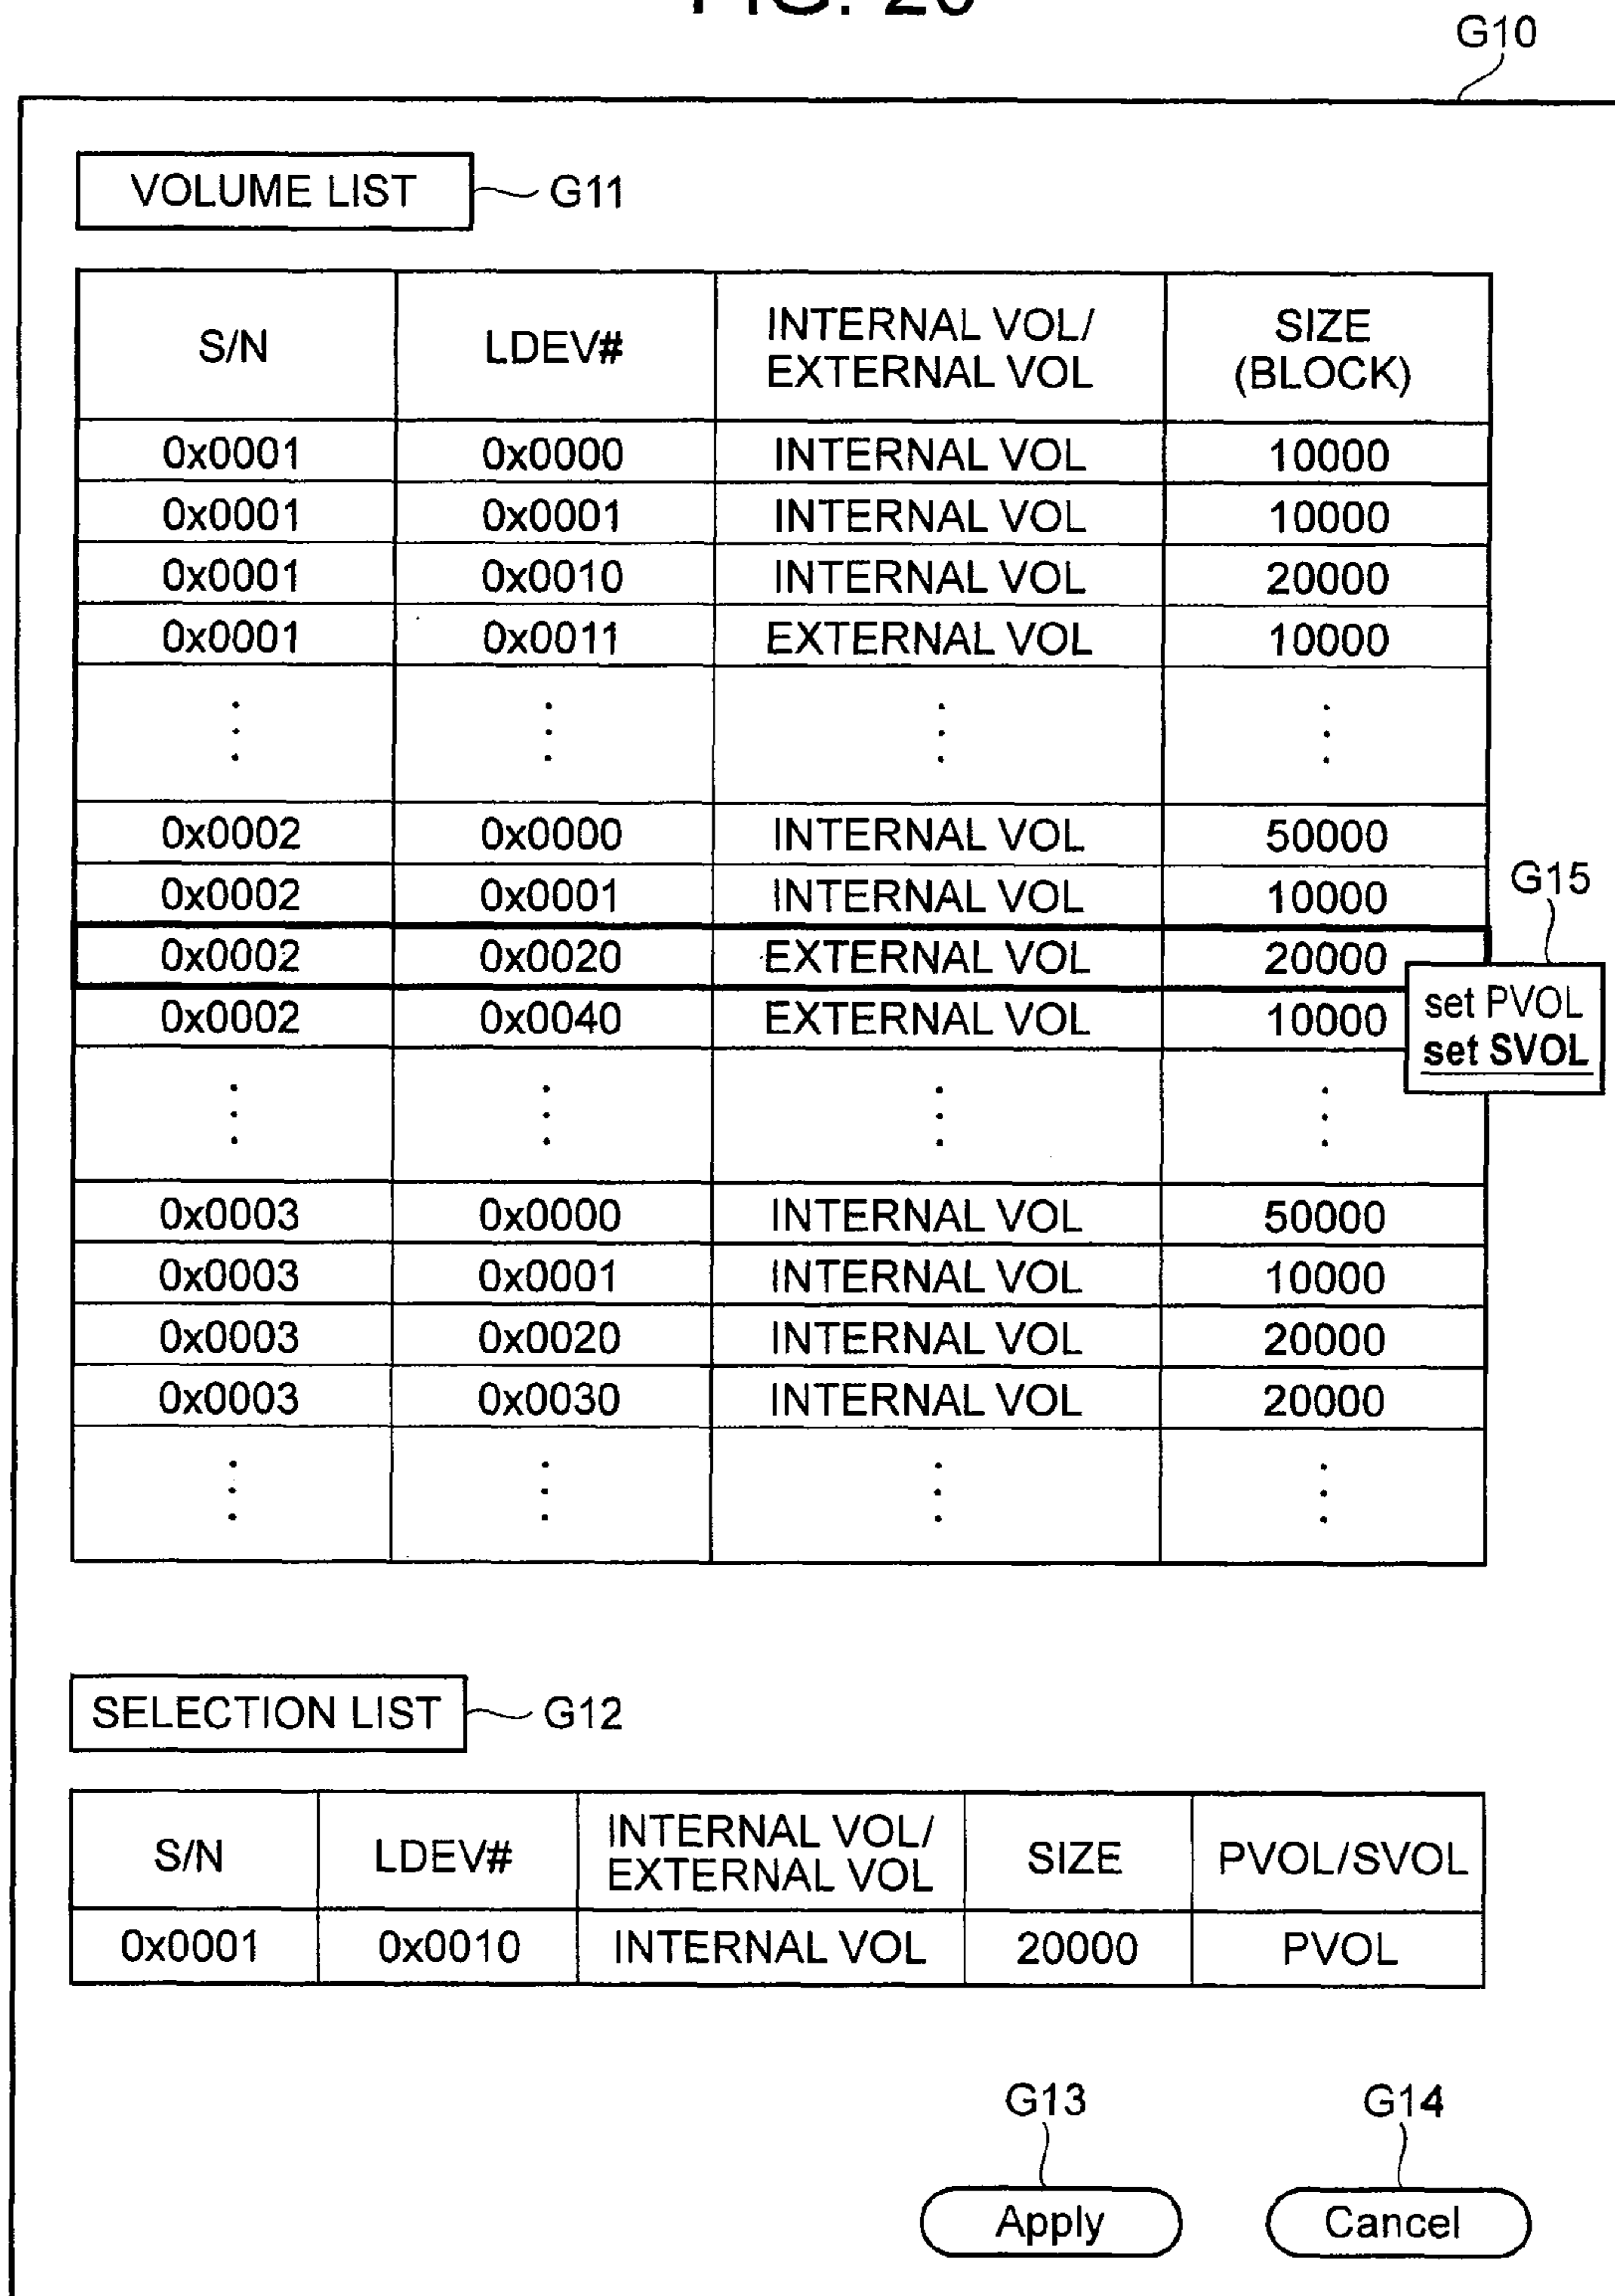 G10
VOLUME LIST G11
S/N LDEV# INTERNAL VOL/ EXTERNAL VOL SIZE (BLOCK)
0x0001 0x0000 INTERNAL VOL 10000
0x0001 0x0001 INTERNAL VOL 10000
0x0001 0x0010 INTERNAL VOL 20000
0x0001 0x0011 EXTERNAL VOL 10000
0x0002 0x0000 INTERNAL VOL 50000
0x0002 0x0001 INTERNAL VOL 10000
G15
0x0002 0x0020 EXTERNAL VOL 20000
0x0002 0x0040 EXTERNAL VOL 10000
set PVOL
set SVOL
0x0003 0x0000 INTERNAL VOL 50000
0x0003 0x0001 INTERNAL VOL 10000
0x0003 0x0020 INTERNAL VOL 20000
0x0003 0x0030 INTERNAL VOL 20000
SELECTION LIST G12
S/N LDEV# INTERNAL VOL/ EXTERNAL VOL SIZE PVOL/SVOL
0x0001 0x0010 INTERNAL VOL 20000 PVOL
G13 G14
Apply Cancel